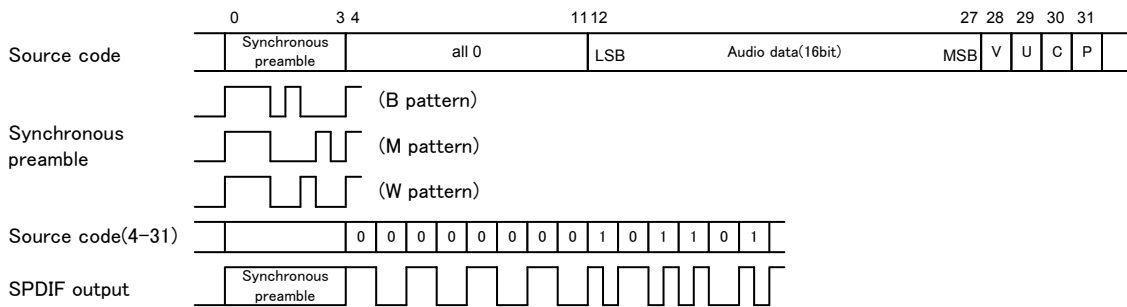 0 3 4 11 12 27 28 29 30 31
Source code Synchronous preamble all 0 LSB Audio data(16bit) MSB V U C P
(B pattern)
Synchronous
preamble
(M pattern)
(W pattern)
Source code(4-31) 0 0 0 0 0 0 0 0 1 0 1 1 0 1
SPDIF output Synchronous preamble